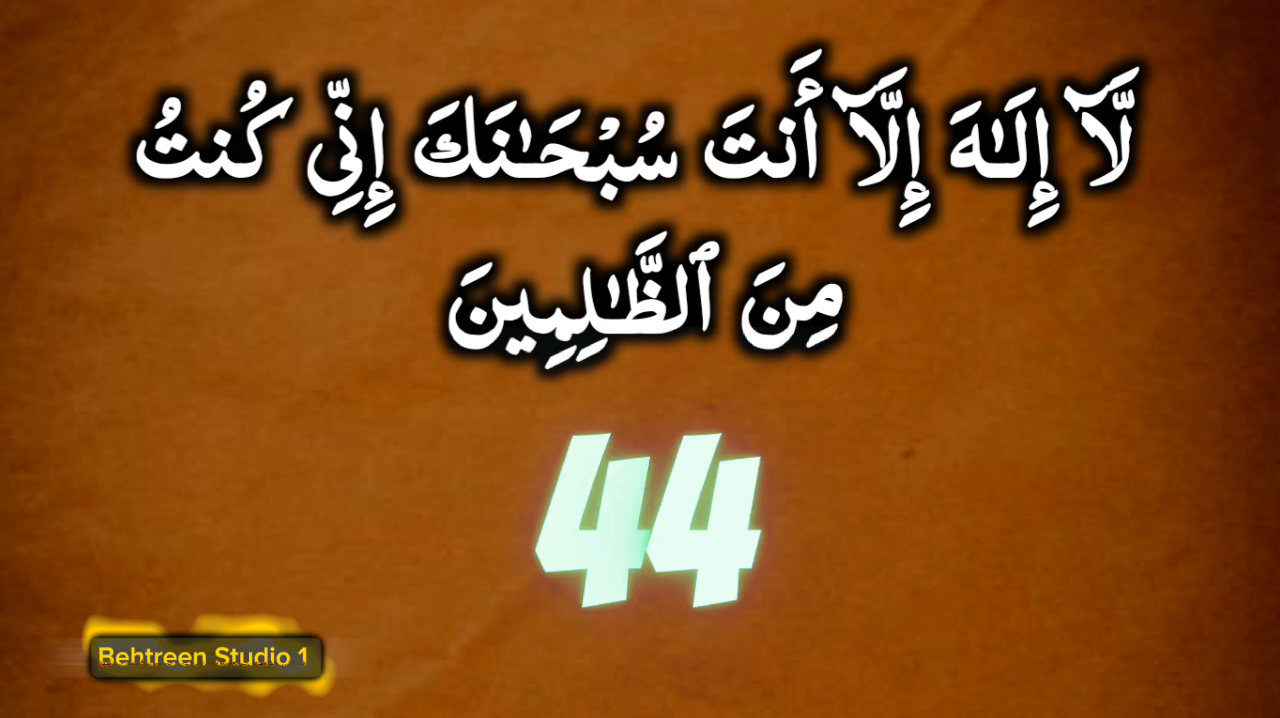 لَّآ إِلَـٰهَ إِلَّآ أَنتَ سُبْحَـٰنَكَ إِنِّى كُنتُ
مِنَ ٱلظَّـٰلِمِينَ
44
Behtreen Studio 1